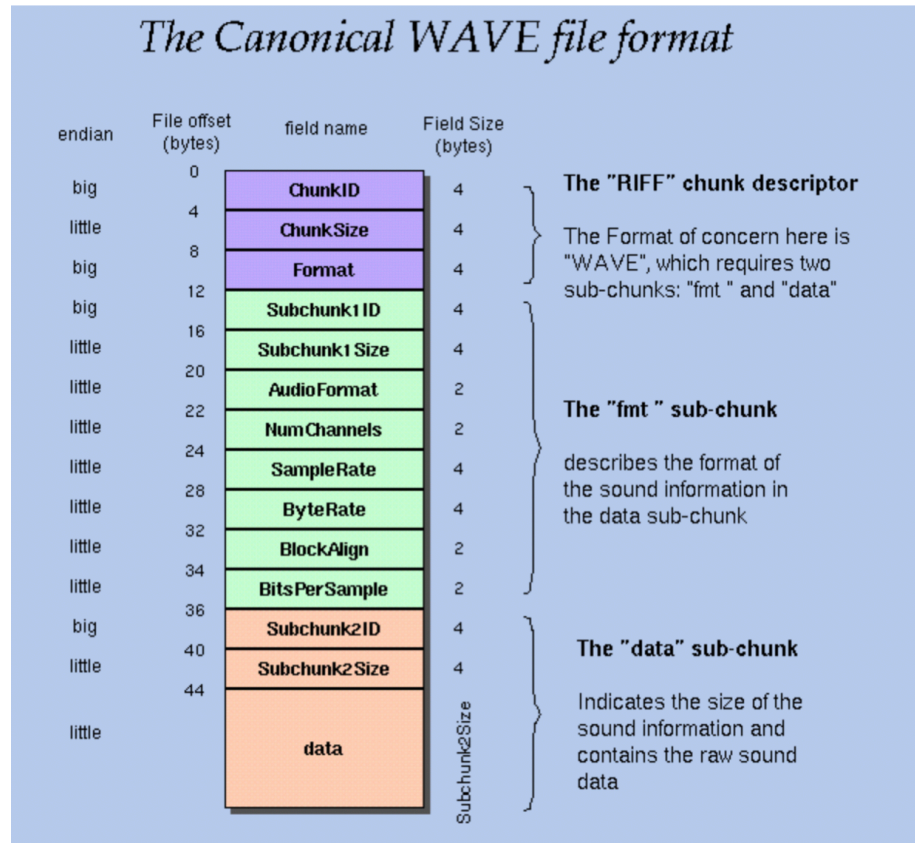 The Canonical WAVE file format
endian
File offset
(bytes)
field name
Field Size
(bytes)
0
big
ChunkID
4
4
little
ChunkSize
4
8
big
Format
4
12
The "RIFF" chunk descriptor
The Format of concern here is
"WAVE", which requires two
sub-chunks: "fmt " and "data"
big
Subchunk1ID
4
16
little
Subchunk1Size
4
20
little
AudioFormat
2
22
little
NumChannels
2
24
little
SampleRate
4
28
little
ByteRate
4
32
little
BlockAlign
2
34
little
BitsPerSample
2
36
The "fmt " sub-chunk
describes the format of
the sound information in
the data sub-chunk
big
Subchunk2ID
4
40
little
Subchunk2Size
4
44
little
data
Subchunk2Size
The "data" sub-chunk
Indicates the size of the
sound information and
contains the raw sound
data